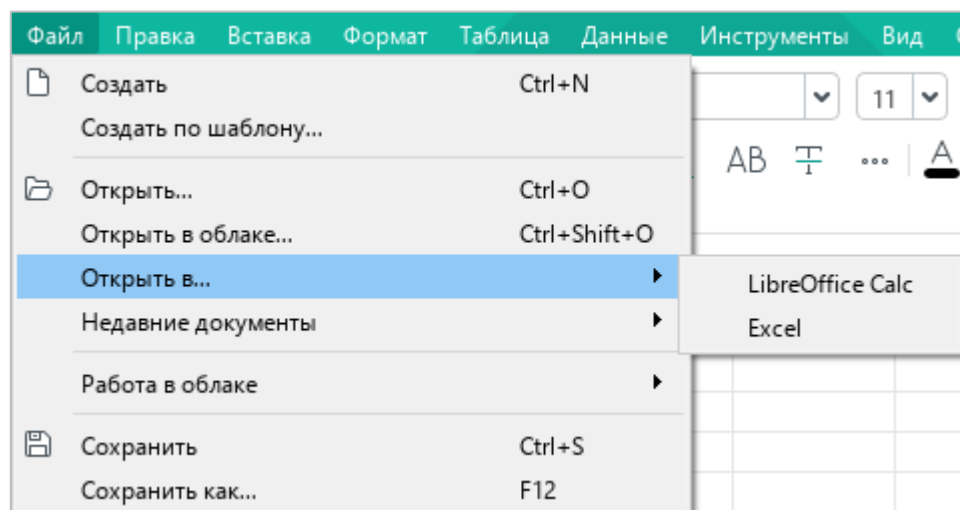 Файл Правка Вставка Формат Таблица Данные Инструменты Вид
Создать Ctrl+N
11
Создать по шаблону...
AB T ••• A
Открыть... Ctrl+O
Открыть в облаке... Ctrl+Shift+O
Открыть в...
LibreOffice Calc
Недавние документы
Excel
Работа в облаке
Сохранить Ctrl+S
Сохранить как... F12